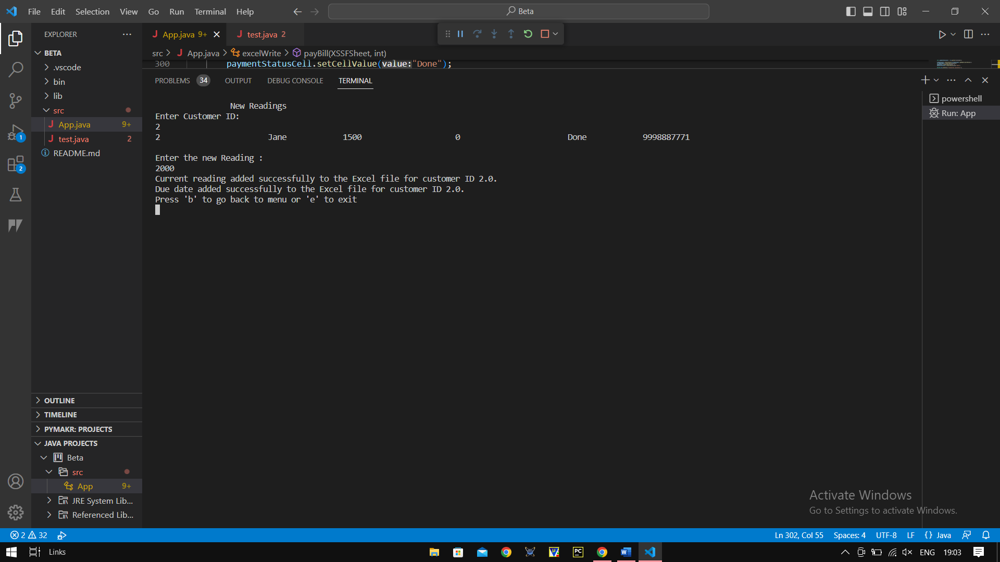 File Edit Selection View Go Run Terminal Help
Beta
EXPLORER
BETA
.vscode
bin
lib
src
App.java 9+
test.java 2
README.md
App.java 9+
test.java 2
src > App.java > excelWrite > payBill(XSSFSheet, int)
300 paymentStatusCell.setCellValue(value:"Done");
PROBLEMS 34 OUTPUT DEBUG CONSOLE TERMINAL
powershell
Run: App
New Readings
Enter Customer ID:
2
2 Jane 1500 0 Done 9998887771
Enter the new Reading :
2000
Current reading added successfully to the Excel file for customer ID 2.0.
Due date added successfully to the Excel file for customer ID 2.0.
Press 'b' to go back to menu or 'e' to exit
1
2
OUTLINE
TIMELINE
PYMAKR: PROJECTS
JAVA PROJECTS
Beta
src
App 9+
JRE System Lib...
Referenced Lib...
Activate Windows
Go to Settings to activate Windows.
2 32
Ln 302, Col 55 Spaces: 4 UTF-8 LF {} Java
Links
PC
W
ENG 19:03